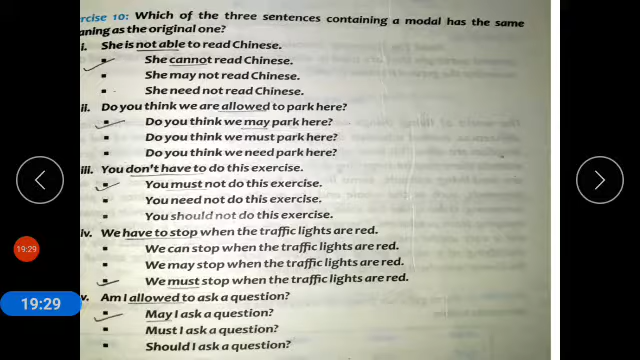 rcise 10: Which of the three sentences containing a modal has the same
aning as the original one?
i. She is not able to read Chinese.
▪ She cannot read Chinese.
▪ She may not read Chinese.
▪ She need not read Chinese.
ii. Do you think we are allowed to park here?
▪ Do you think we may park here?
▪ Do you think we must park here?
▪ Do you think we need park here?
iii. You don't have to do this exercise.
▪ You must not do this exercise.
▪ You need not do this exercise.
▪ You should not do this exercise.
iv. We have to stop when the traffic lights are red.
▪ We can stop when the traffic lights are red.
▪ We may stop when the traffic lights are red.
▪ We must stop when the traffic lights are red.
v. Am I allowed to ask a question?
▪ May I ask a question?
▪ Must I ask a question?
▪ Should I ask a question?
19:29
19:29